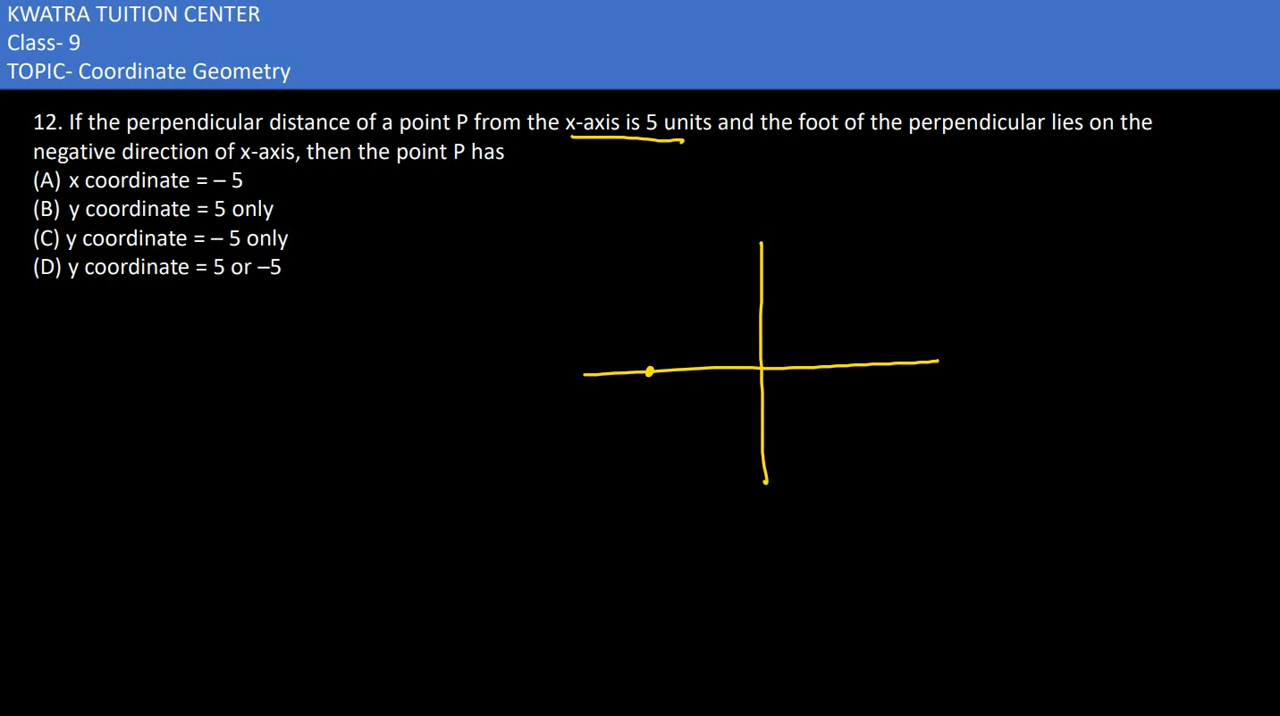 KWATRA TUITION CENTER
Class- 9
TOPIC- Coordinate Geometry
12. If the perpendicular distance of a point P from the x-axis is 5 units and the foot of the perpendicular lies on the
negative direction of x-axis, then the point P has
(A) x coordinate = – 5
(B) y coordinate = 5 only
(C) y coordinate = – 5 only
(D) y coordinate = 5 or –5